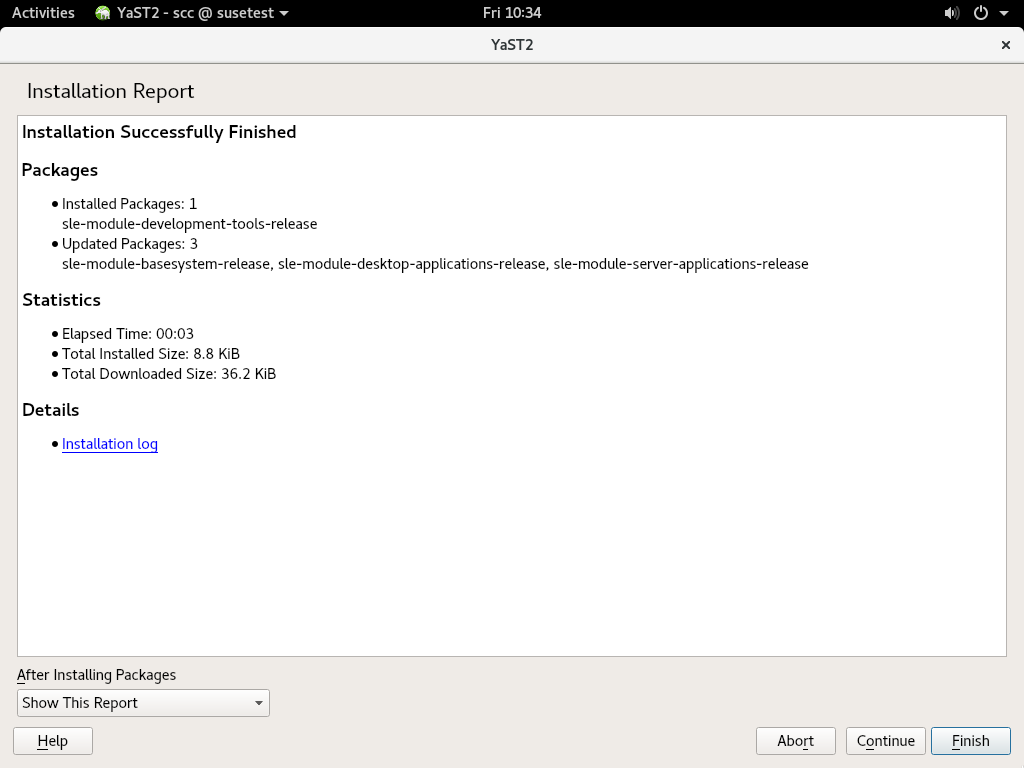 Activities YaST2 - scc @ susetest Fri 10:34
YaST2
Installation Report
Installation Successfully Finished
Packages
Installed Packages: 1
sle-module-development-tools-release
Updated Packages: 3
sle-module-basesystem-release, sle-module-desktop-applications-release, sle-module-server-applications-release
Statistics
Elapsed Time: 00:03
Total Installed Size: 8.8 KiB
Total Downloaded Size: 36.2 KiB
Details
Installation log
After Installing Packages
Show This Report
Help Abort Continue Finish